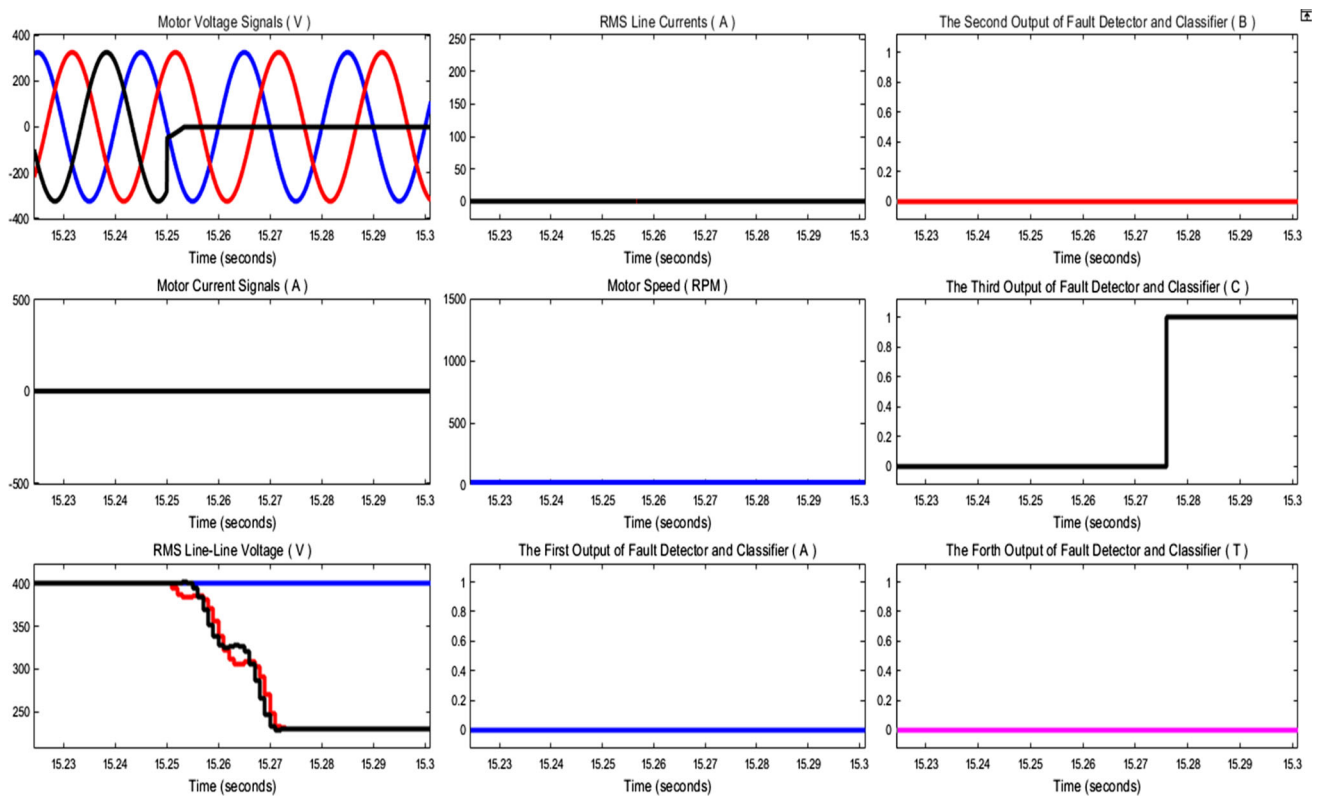 Motor Voltage Signals ( V )
400
200
0
-200
-400
15.23 15.24 15.25 15.26 15.27 15.28 15.29 15.3
Time (seconds)
RMS Line Currents ( A )
250
200
150
100
50
0
15.23 15.24 15.25 15.26 15.27 15.28 15.29 15.3
Time (seconds)
The Second Output of Fault Detector and Classifier ( B )
1
0.8
0.6
0.4
0.2
0
15.23 15.24 15.25 15.26 15.27 15.28 15.29 15.3
Time (seconds)
Motor Current Signals ( A )
500
0
-500
15.23 15.24 15.25 15.26 15.27 15.28 15.29 15.3
Time (seconds)
Motor Speed ( RPM )
1500
1000
500
0
15.23 15.24 15.25 15.26 15.27 15.28 15.29 15.3
Time (seconds)
The Third Output of Fault Detector and Classifier ( C )
1
0.8
0.6
0.4
0.2
0
15.23 15.24 15.25 15.26 15.27 15.28 15.29 15.3
Time (seconds)
RMS Line-Line Voltage ( V )
400
350
300
250
15.23 15.24 15.25 15.26 15.27 15.28 15.29 15.3
Time (seconds)
The First Output of Fault Detector and Classifier ( A )
1
0.8
0.6
0.4
0.2
0
15.23 15.24 15.25 15.26 15.27 15.28 15.29 15.3
Time (seconds)
The Forth Output of Fault Detector and Classifier ( T )
1
0.8
0.6
0.4
0.2
0
15.23 15.24 15.25 15.26 15.27 15.28 15.29 15.3
Time (seconds)